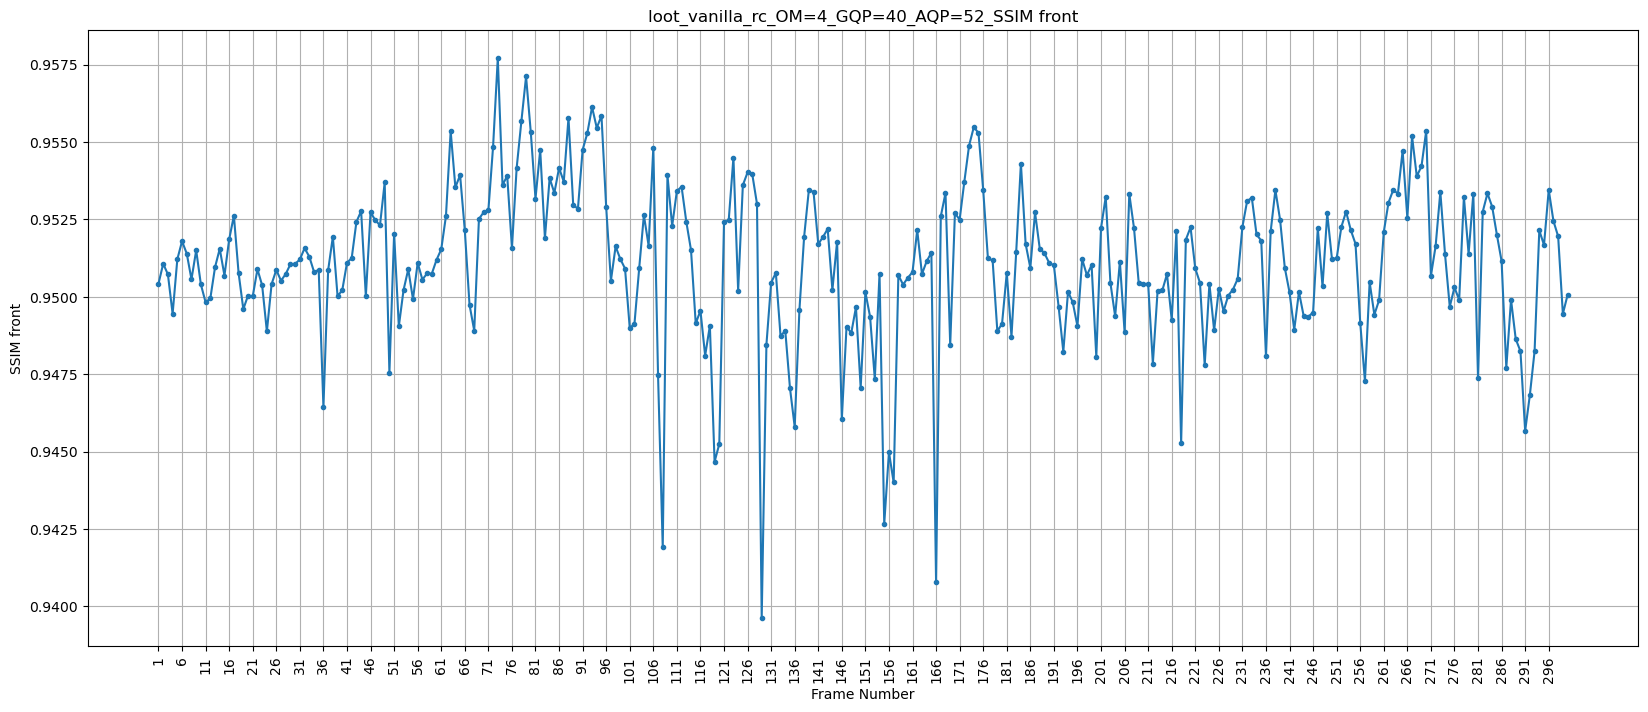 loot_vanilla_rc_OM=4_GQP=40_AQP=52_SSIM front
0.9575
0.9550
0.9525
0.9500
0.9475
0.9450
0.9425
0.9400
SSIM front
1 6 11 16 21 26 31 36 41 46 51 56 61 66 71 76 81 86 91 96 101 106 111 116 121 126 131 136 141 146 151 156 161 166 171 176 181 186 191 196 201 206 211 216 221 226 231 236 241 246 251 256 261 266 271 276 281 286 291 296
Frame Number